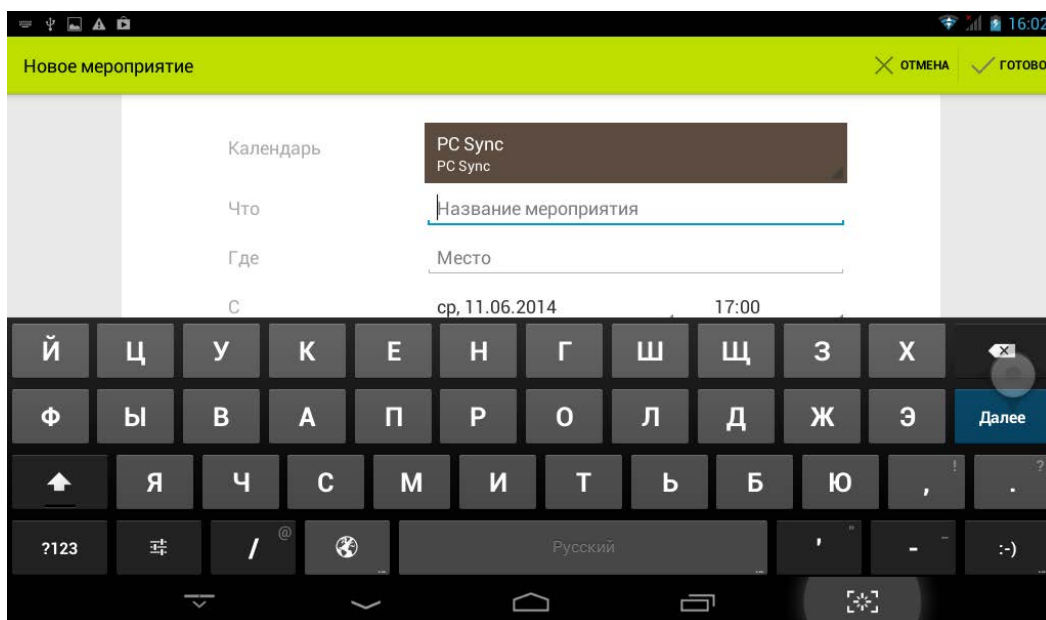 16:02
Новое мероприятие
ОТМЕНА
ГОТОВО
Календарь
PC Sync
PC Sync
Что
Название мероприятия
Где
Место
С
ср, 11.06.2014
17:00
Й Ц У К Е Н Г Ш Щ З Х
Ф Ы В А П Р О Л Д Ж Э Далее
Я Ч С М И Т Ь Б Ю , ! . ?
?123 / @ Русский ' " - _ :-)